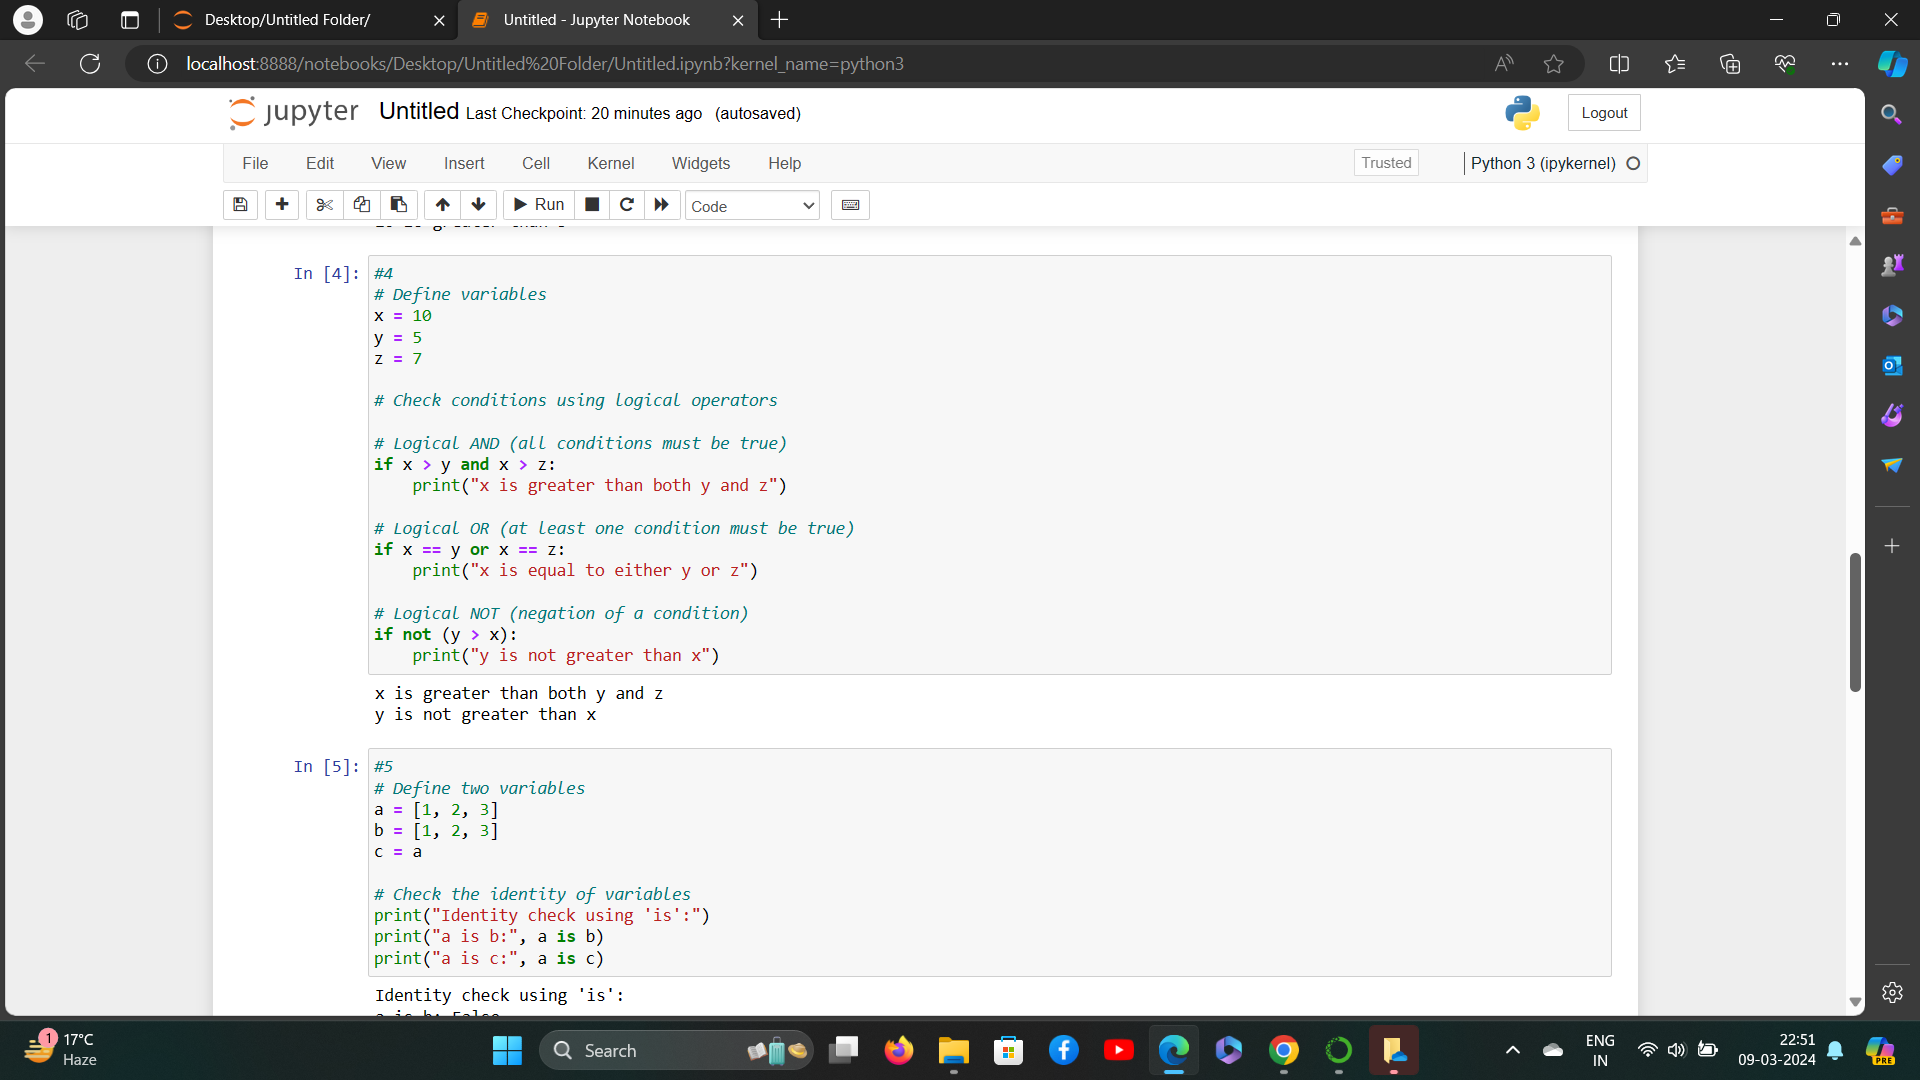 Desktop/Untitled Folder/
Untitled - Jupyter Notebook
localhost:8888/notebooks/Desktop/Untitled%20Folder/Untitled.ipynb?kernel_name=python3
jupyter Untitled Last Checkpoint: 20 minutes ago (autosaved)
Logout
File Edit View Insert Cell Kernel Widgets Help
Trusted
Python 3 (ipykernel)
Run
Code
In [4]: #4
# Define variables
x = 10
y = 5
z = 7
# Check conditions using logical operators
# Logical AND (all conditions must be true)
if x > y and x > z:
    print("x is greater than both y and z")
# Logical OR (at least one condition must be true)
if x == y or x == z:
    print("x is equal to either y or z")
# Logical NOT (negation of a condition)
if not (y > x):
    print("y is not greater than x")
x is greater than both y and z
y is not greater than x
In [5]: #5
# Define two variables
a = [1, 2, 3]
b = [1, 2, 3]
c = a
# Check the identity of variables
print("Identity check using 'is':")
print("a is b:", a is b)
print("a is c:", a is c)
Identity check using 'is':
a is b: False
1
17°C
Haze
Search
ENG
IN
22:51
09-03-2024
PRE